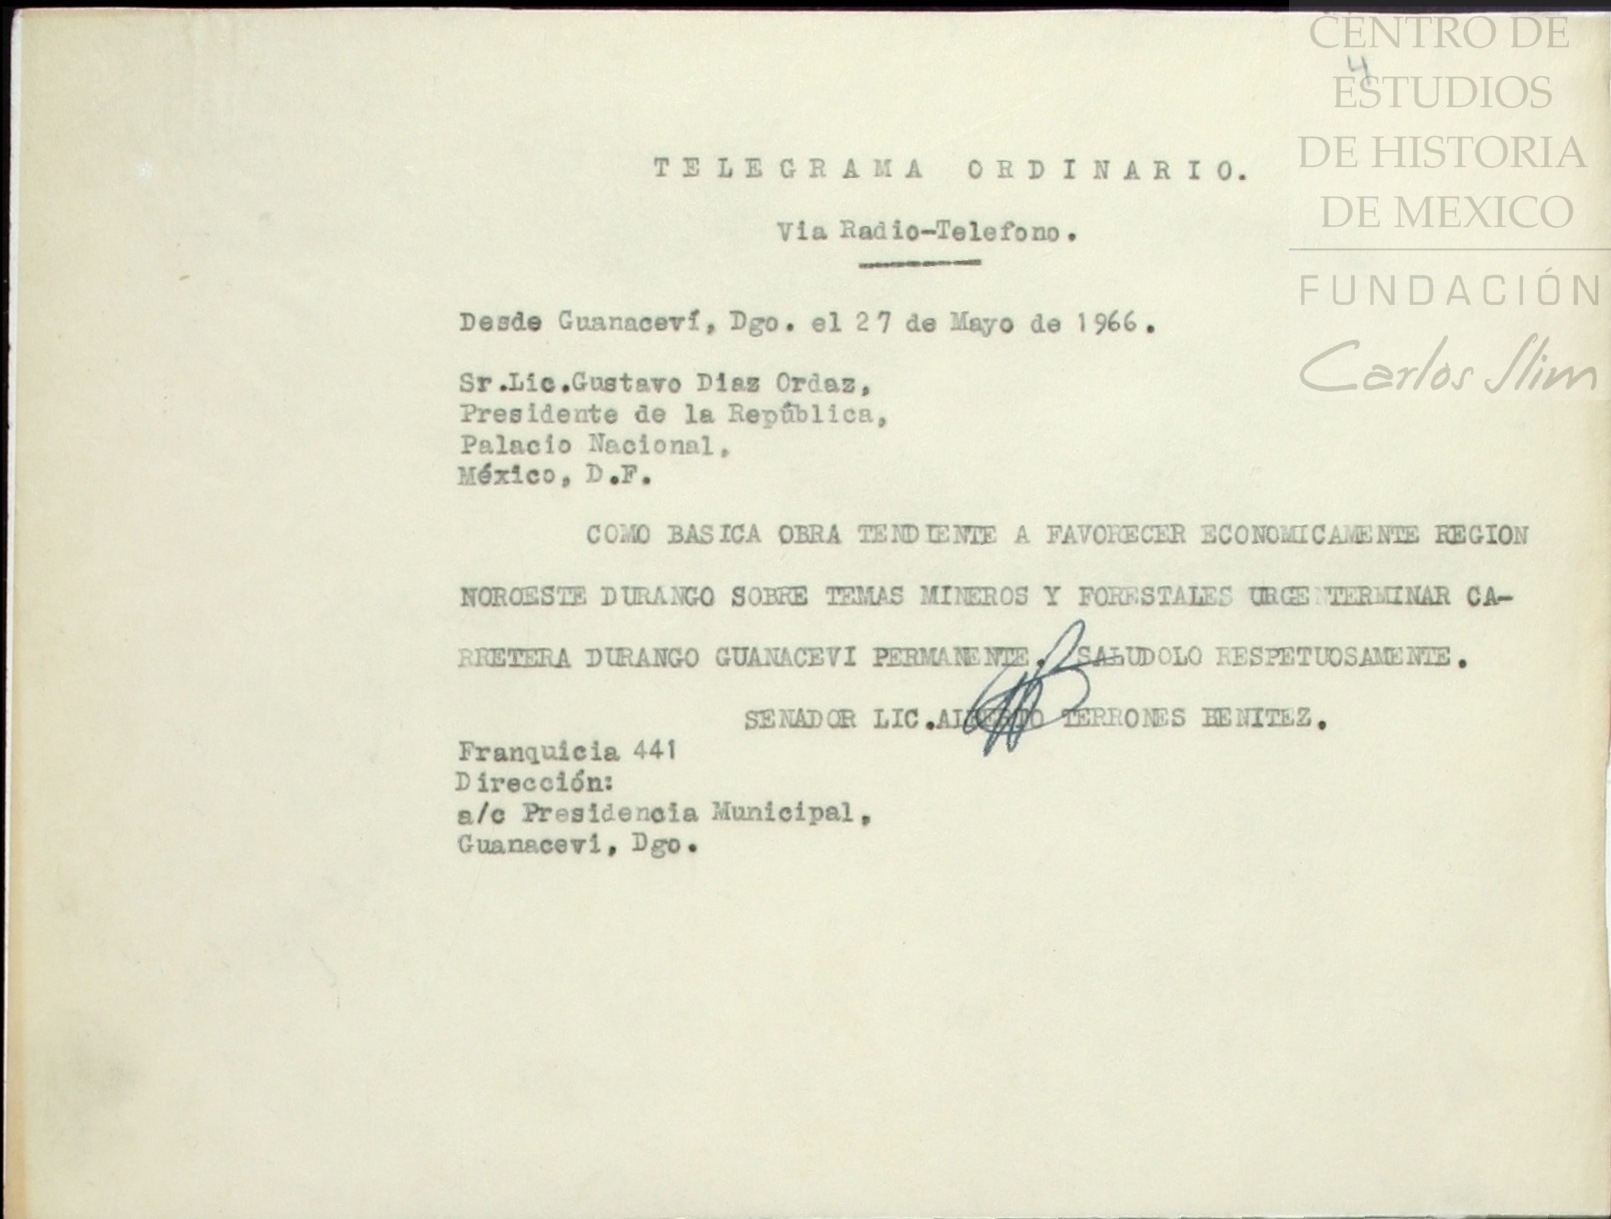 CENTRO DE
4
ESTUDIOS
DE HISTORIA
DE MEXICO
FUNDACIÓN
Carlos Slim
TELEGRAMA ORDINARIO.
Via Radio-Telefono.
Desde Guanaceví, Dgo. el 27 de Mayo de 1966.
Sr.Lic.Gustavo Diaz Ordaz,
Presidente de la República,
Palacio Nacional,
México, D.F.
COMO BASICA OBRA TENDIENTE A FAVORECER ECONOMICAMENTE REGION
NOROESTE DURANGO SOBRE TEMAS MINEROS Y FORESTALES URGE TERMINAR CA-
RRETERA DURANGO GUANACEVI PERMANENTE. SALUDOLO RESPETUOSAMENTE.
SENADOR LIC.ALBERTO TERRONES BENITEZ.
Franquicia 441
Dirección:
a/c Presidencia Municipal,
Guanacevi, Dgo.